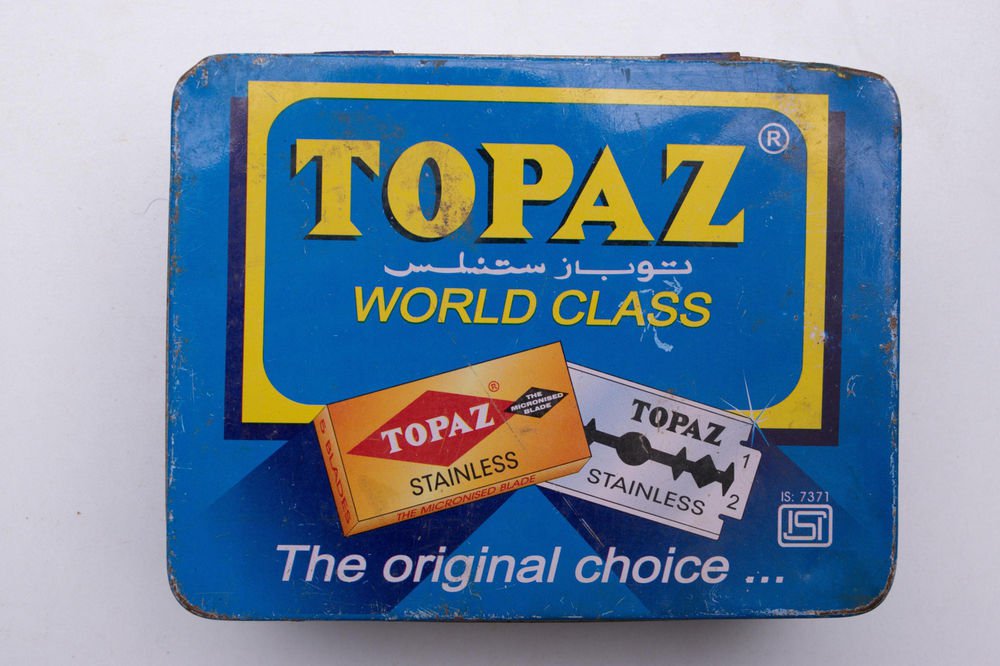 TOPAZ ®
توباز ستنلس
WORLD CLASS
®
THE
MICRONISED
BLADE
TOPAZ
STAINLESS
5 BLADES
THE MICRONISED BLADE
TOPAZ
1
STAINLESS
2
IS: 7371
ISI
The original choice ...